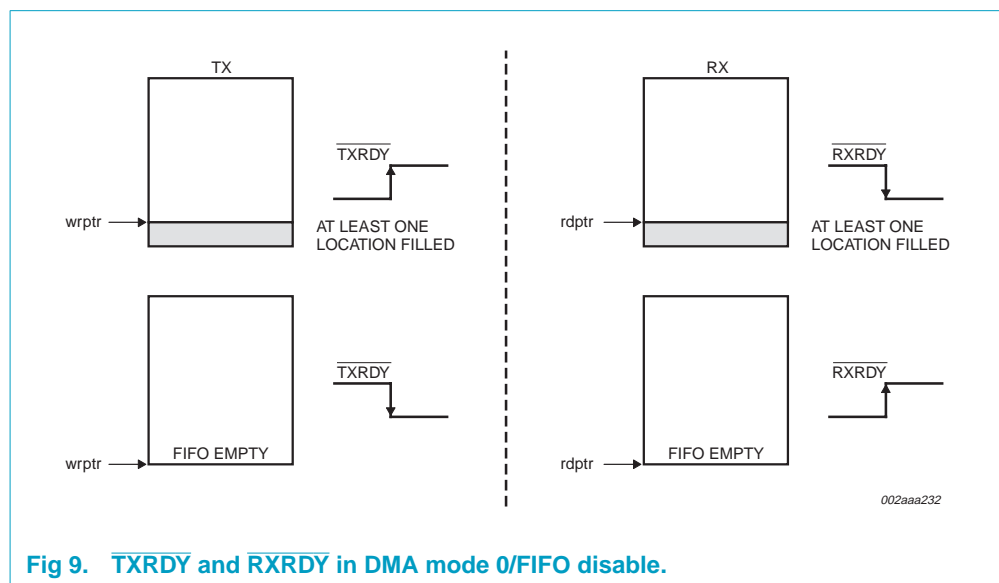 TX
TXRDY
wrptr
AT LEAST ONE
LOCATION FILLED
TXRDY
FIFO EMPTY
wrptr
RX
RXRDY
rdptr
AT LEAST ONE
LOCATION FILLED
RXRDY
FIFO EMPTY
rdptr
002aaa232
Fig 9. TXRDY and RXRDY in DMA mode 0/FIFO disable.